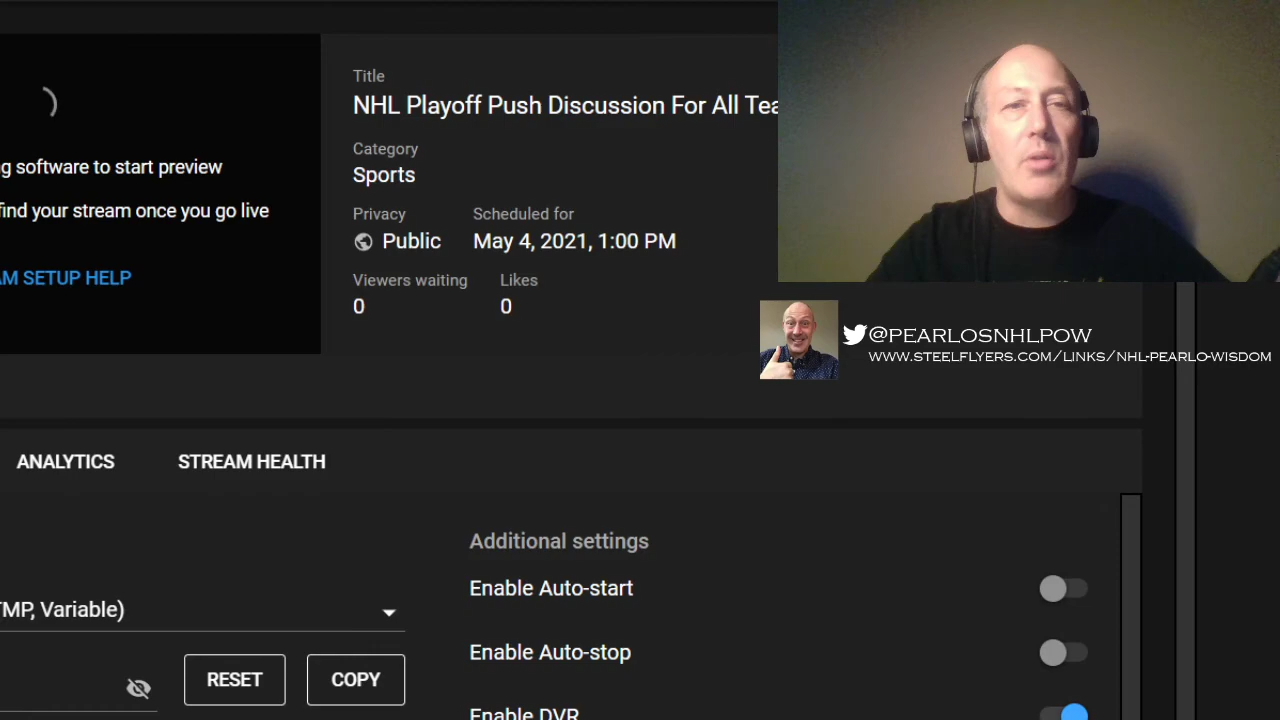 Title
NHL Playoff Push Discussion For All Tea
ng software to start preview
Category
Sports
find your stream once you go live
Privacy
Scheduled for
Public
May 4, 2021, 1:00 PM
AM SETUP HELP
Viewers waiting
Likes
0
0
@PEARLOSNHLPOW
WWW.STEELFLYERS.COM/LINKS/NHL-PEARLO-WISDOM
ANALYTICS
STREAM HEALTH
Additional settings
Enable Auto-start
TMP, Variable)
Enable Auto-stop
RESET
COPY
Enable DVR